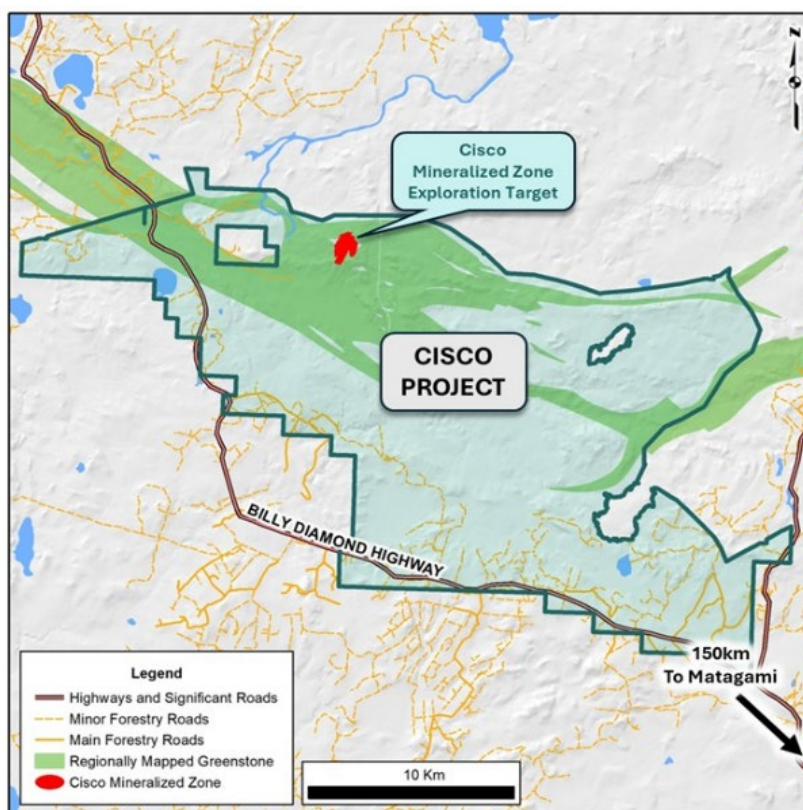 N
Cisco
Mineralized Zone
Exploration Target
CISCO
PROJECT
BILLY DIAMOND HIGHWAY
150km
To Matagami
Legend
Highways and Significant Roads
Minor Forestry Roads
Main Forestry Roads
Regionally Mapped Greenstone
Cisco Mineralized Zone
10 Km